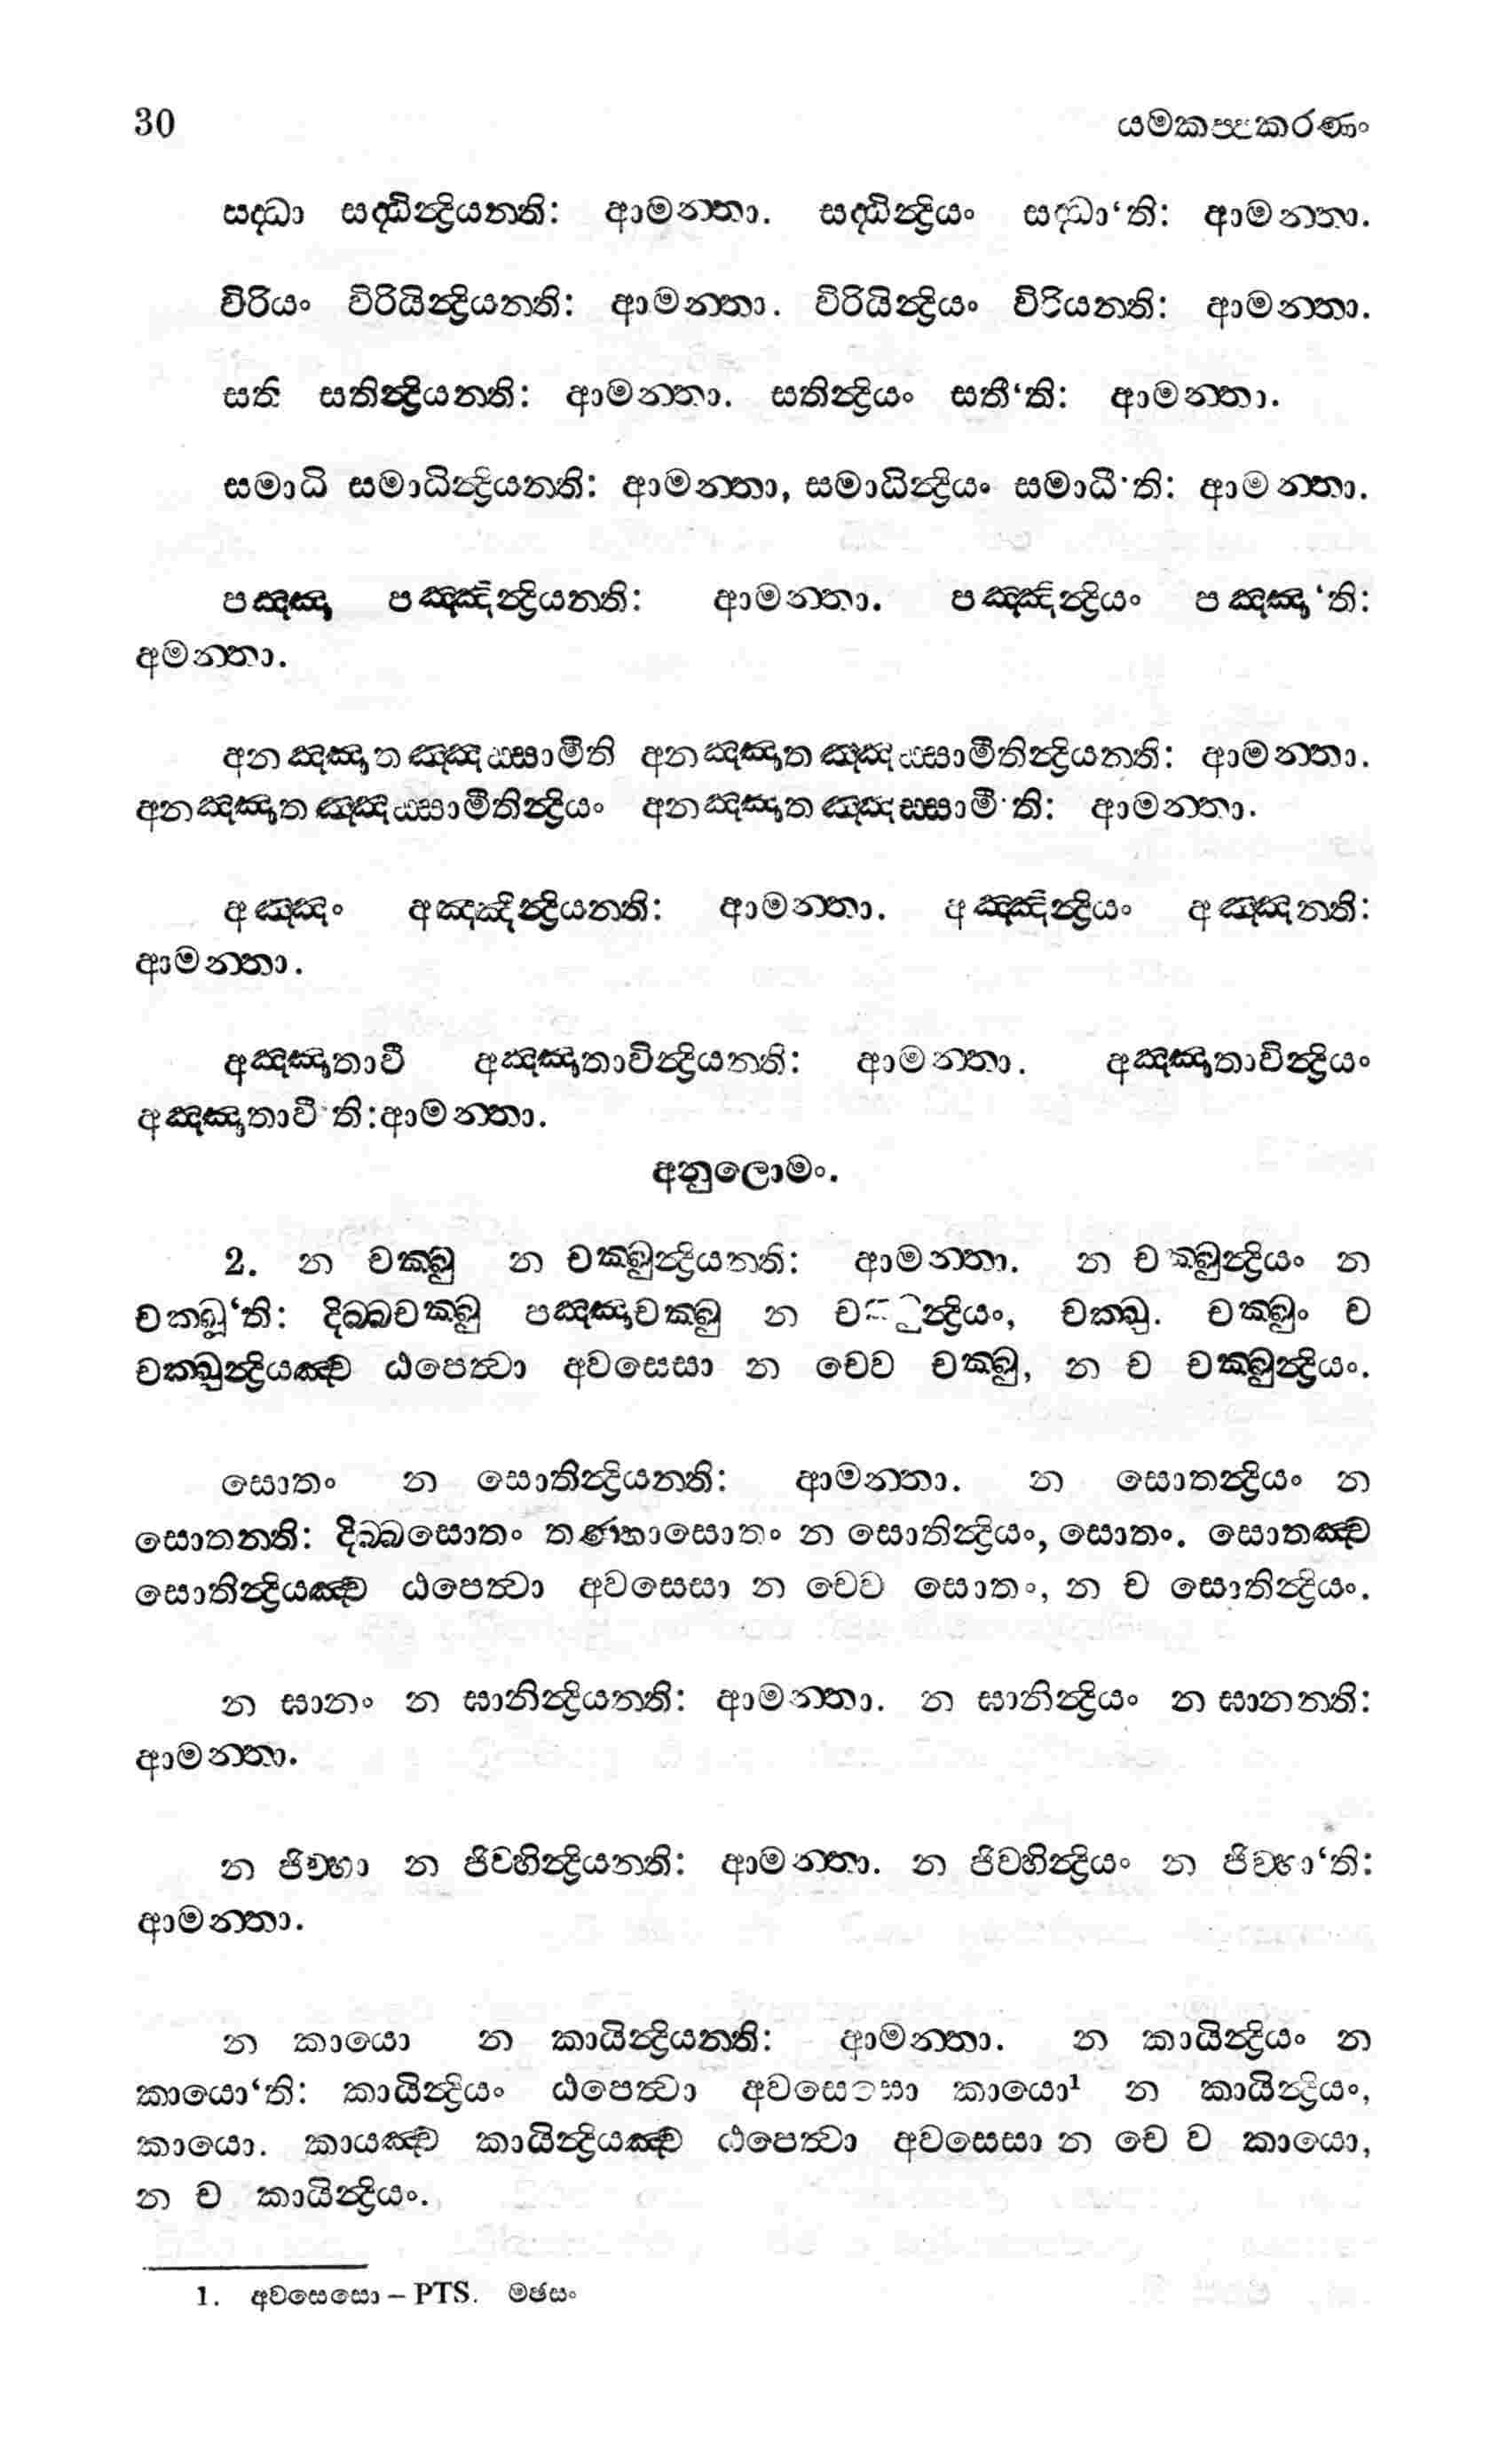 30 යමකප්පකරණං
සද්ධා සද්ධින්ද්‍රියන්ති: ආමන්තා. සද්ධින්ද්‍රියං සද්ධා‘ති: ආමන්තා.
විරියං විරියින්ද්‍රියන්ති: ආමන්තා. විරියින්ද්‍රියං විරියන්ති: ආමන්තා.
සති සතින්ද්‍රියන්ති: ආමන්තා. සතින්ද්‍රියං සතී‘ති: ආමන්තා.
සමාධි සමාධින්ද්‍රියන්ති: ආමන්තා, සමාධින්ද්‍රියං සමාධී‘ති: ආමන්තා.
පඤ්ඤා පඤ්ඤින්ද්‍රියන්ති: ආමන්තා. පඤ්ඤින්ද්‍රියං පඤ්ඤා‘ති:
අමන්තා.
අනඤ්ඤාතඤ්ඤස්සාමීති අනඤ්ඤාතඤ්ඤස්සාමීතින්ද්‍රියන්ති: ආමන්තා.
අනඤ්ඤාතඤ්ඤස්සාමීතින්ද්‍රියං අනඤ්ඤාතඤ්ඤස්සාමී‘ති: ආමන්තා.
අඤ්ඤං අඤ්ඤින්ද්‍රියන්ති: ආමන්තා. අඤ්ඤින්ද්‍රියං අඤ්ඤන්ති:
ආමන්තා.
අඤ්ඤාතාවී අඤ්ඤාතාවින්ද්‍රියන්ති: ආමන්තා. අඤ්ඤාතාවින්ද්‍රියං
අඤ්ඤාතාවී‘ති:ආමන්තා.
අනුලොමං.
2. න චක්ඛු න චක්ඛුන්ද්‍රියන්ති: ආමන්තා. න චක්ඛුන්ද්‍රියං න
චක්ඛූ‘ති: දිබ්බචක්ඛු පඤ්ඤාචක්ඛු න චක්ඛුන්ද්‍රියං, චක්ඛු. චක්ඛුං ච
චක්ඛුන්ද්‍රියඤ්ච ඨපෙත්වා අවසෙසා න චෙව චක්ඛු, න ච චක්ඛුන්ද්‍රියං.
සොතං න සොතින්ද්‍රියන්ති: ආමන්තා. න සොතන්ද්‍රියං න
සොතන්ති: දිබ්බසොතං තණ්හාසොතං න සොතින්ද්‍රියං, සොතං. සොතඤ්ච
සොතින්ද්‍රියඤ්ච ඨපෙත්වා අවසෙසා න චෙව සොතං, න ච සොතින්ද්‍රියං.
න ඝානං න ඝානින්ද්‍රියන්ති: ආමන්තා. න ඝානින්ද්‍රියං න ඝානන්ති:
ආමන්තා.
න ජිව්හා න ජිව්හින්ද්‍රියන්ති: ආමන්තා. න ජිව්හින්ද්‍රියං න ජිව්හා‘ති:
ආමන්තා.
න කායො න කායින්ද්‍රියන්ති: ආමන්තා. න කායින්ද්‍රියං න
කායො‘ති: කායින්ද්‍රියං ඨපෙත්වා අවසෙසා කායො¹ න කායින්ද්‍රියං,
කායො. කායඤ්ච කායින්ද්‍රියඤ්ච ඨපෙත්වා අවසෙසා න චෙ ව කායො,
න ච කායින්ද්‍රියං.
1. අවසෙසො – PTS. මඡසං